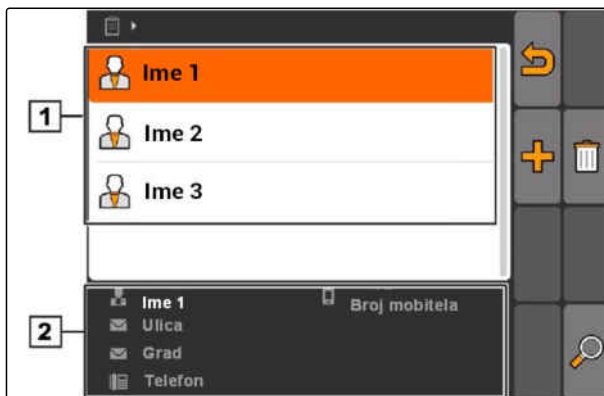 1
Ime 1
Ime 2
Ime 3
2
Ime 1
Broj mobitela
Ulica
Grad
Telefon